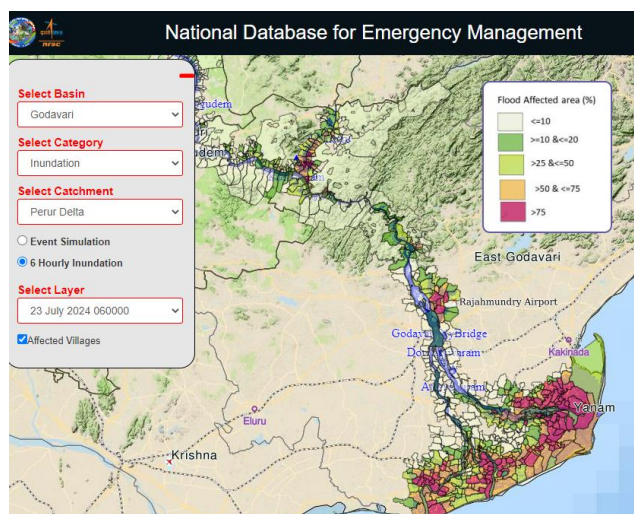 National Database for Emergency Management
nrsc
Select Basin
Godavari
Select Category
Inundation
Select Catchment
Perur Delta
Event Simulation
6 Hourly Inundation
Select Layer
23 July 2024 060000
Affected Villages
Flood Affected area (%)
<=10
>=10 &<=20
>25 &<=50
>50 & <=75
>75
East Godavari
Rajahmundry Airport
Bridge
Kakinada
Yanam
Eluru
Krishna